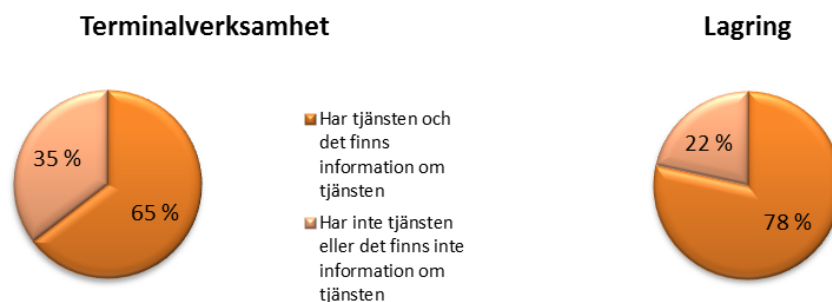 Terminalverksamhet
35 %
65 %
Har tjänsten och
det finns
information om
tjänsten
Har inte tjänsten
eller det finns inte
information om
tjänsten
Lagring
22 %
78 %